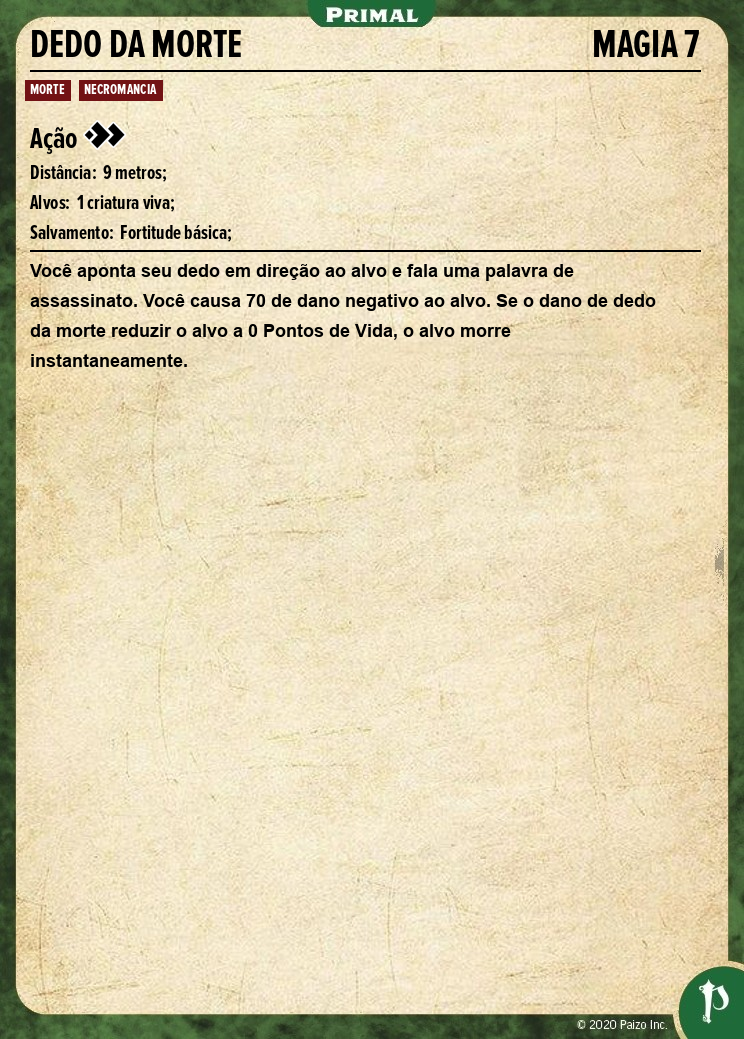 PRIMAL
DEDO DA MORTE MAGIA 7
MORTE NECROMANCIA
Ação
Distância: 9 metros;
Alvos: 1 criatura viva;
Salvamento: Fortitude básica;
Você aponta seu dedo em direção ao alvo e fala uma palavra de
assassinato. Você causa 70 de dano negativo ao alvo. Se o dano de dedo
da morte reduzir o alvo a 0 Pontos de Vida, o alvo morre
instantaneamente.
© 2020 Paizo Inc.
P